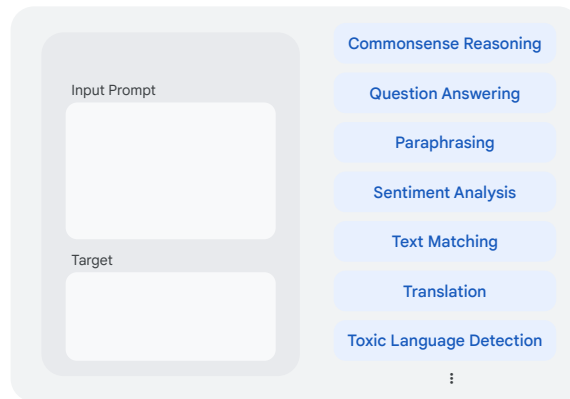 Input Prompt
Target
Commonsense Reasoning
Question Answering
Paraphrasing
Sentiment Analysis
Text Matching
Translation
Toxic Language Detection